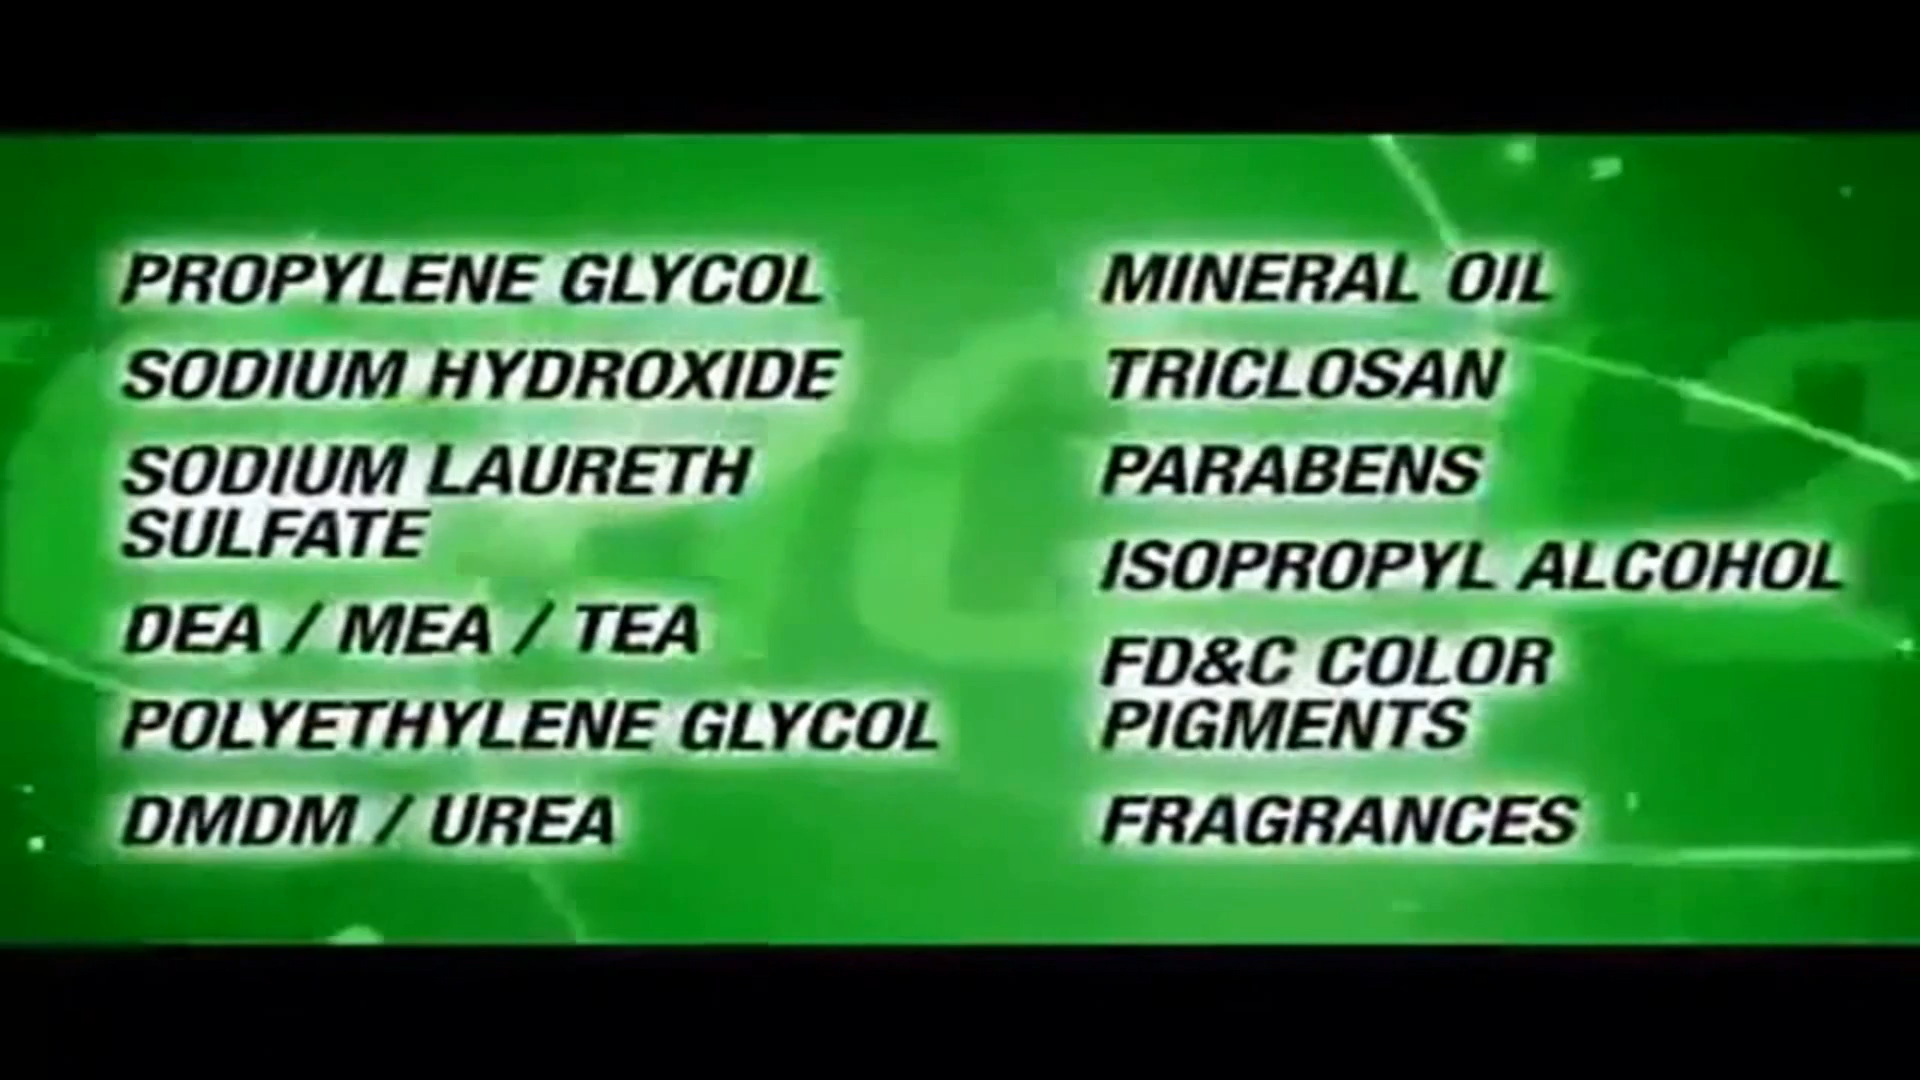 PROPYLENE GLYCOL
SODIUM HYDROXIDE
SODIUM LAURETH
SULFATE
DEA / MEA / TEA
POLYETHYLENE GLYCOL
DMDM / UREA
MINERAL OIL
TRICLOSAN
PARABENS
ISOPROPYL ALCOHOL
FD&C COLOR
PIGMENTS
FRAGRANCES